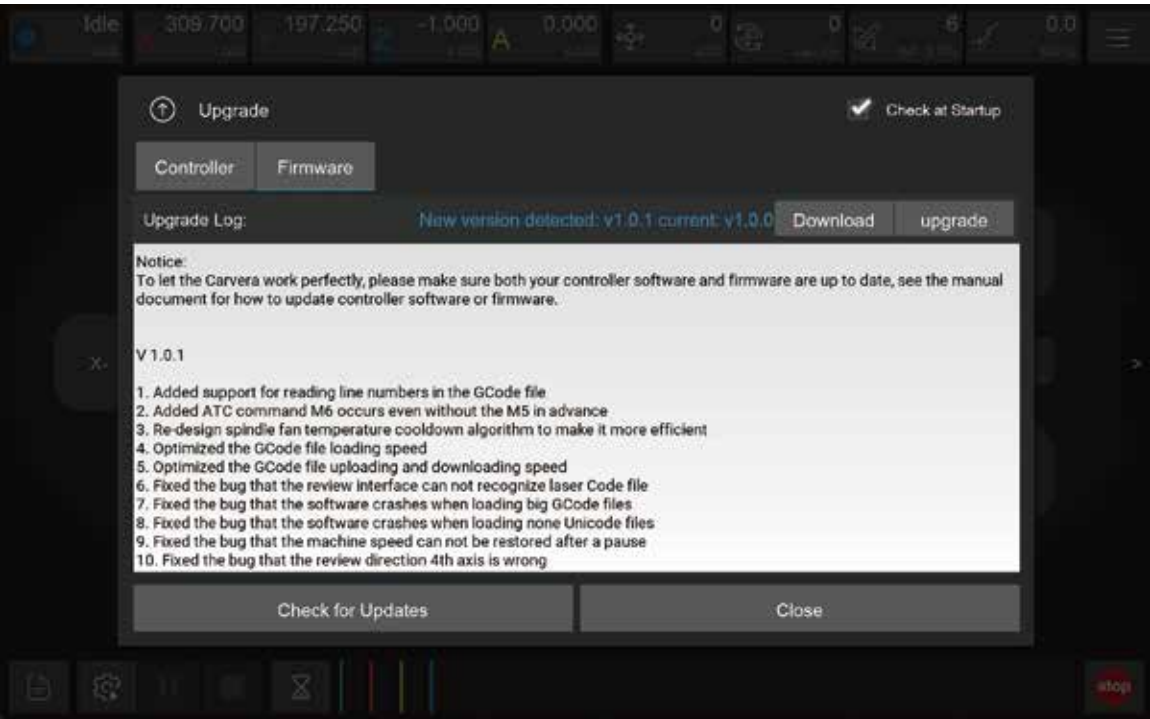 Idle 309.700 197.250 -1.000 A 0.000 0 0 6 0.0
Upgrade
Check at Startup
Controller Firmware
Upgrade Log: New version detected: v1.0.1 current: v1.0.0 Download upgrade
Notice:
To let the Carvera work perfectly, please make sure both your controller software and firmware are up to date, see the manual
document for how to update controller software or firmware.
V 1.0.1
1. Added support for reading line numbers in the GCode file
2. Added ATC command M6 occurs even without the M5 in advance
3. Re-design spindle fan temperature cooldown algorithm to make it more efficient
4. Optimized the GCode file loading speed
5. Optimized the GCode file uploading and downloading speed
6. Fixed the bug that the review interface can not recognize laser Code file
7. Fixed the bug that the software crashes when loading big GCode files
8. Fixed the bug that the software crashes when loading none Unicode files
9. Fixed the bug that the machine speed can not be restored after a pause
10. Fixed the bug that the review direction 4th axis is wrong
X-
>
Check for Updates Close
stop